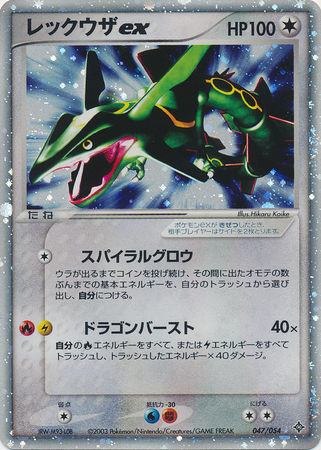 レックウザex HP100
Illus.Hikaru Koike
たね
ポケモンexがきぜつしたとき、
相手プレイヤーはサイドを2枚とります。
スパイラルグロウ
ウラが出るまでコインを投げ続け、その間に出たオモテの数
ぶんまでの基本エネルギーを、自分のトラッシュから選び
出し、自分につける。
ドラゴンバースト 40×
自分のエネルギーをすべて、またはエネルギーをすべて
トラッシュし、トラッシュしたエネルギー×40ダメージ。
弱点 抵抗力 -30 にげる
©2003 Pokémon/Nintendo/Creatures/GAME FREAK 047/054